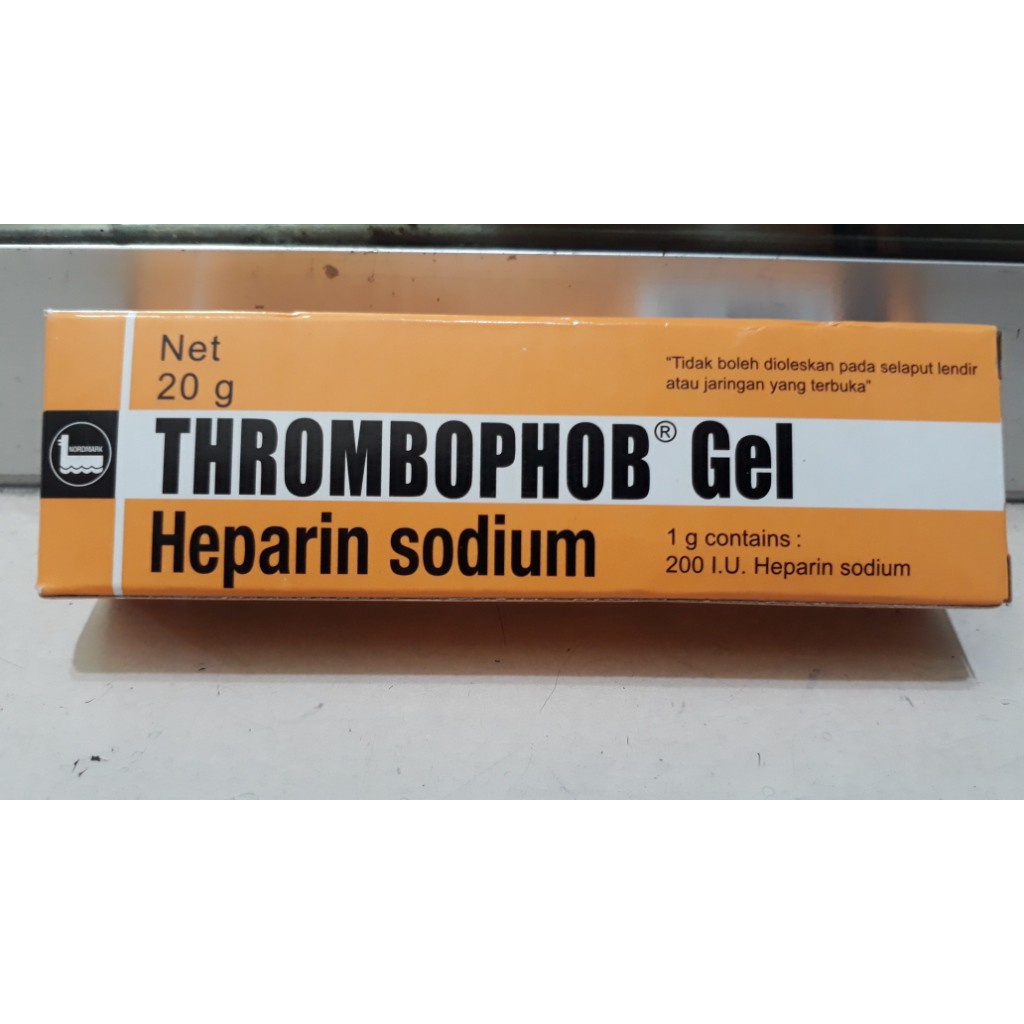 Net
20 g
"Tidak boleh dioleskan pada selaput lendir
atau jaringan yang terbuka"
NORDMARK
THROMBOPHOB® Gel
Heparin sodium
1 g contains :
200 I.U. Heparin sodium